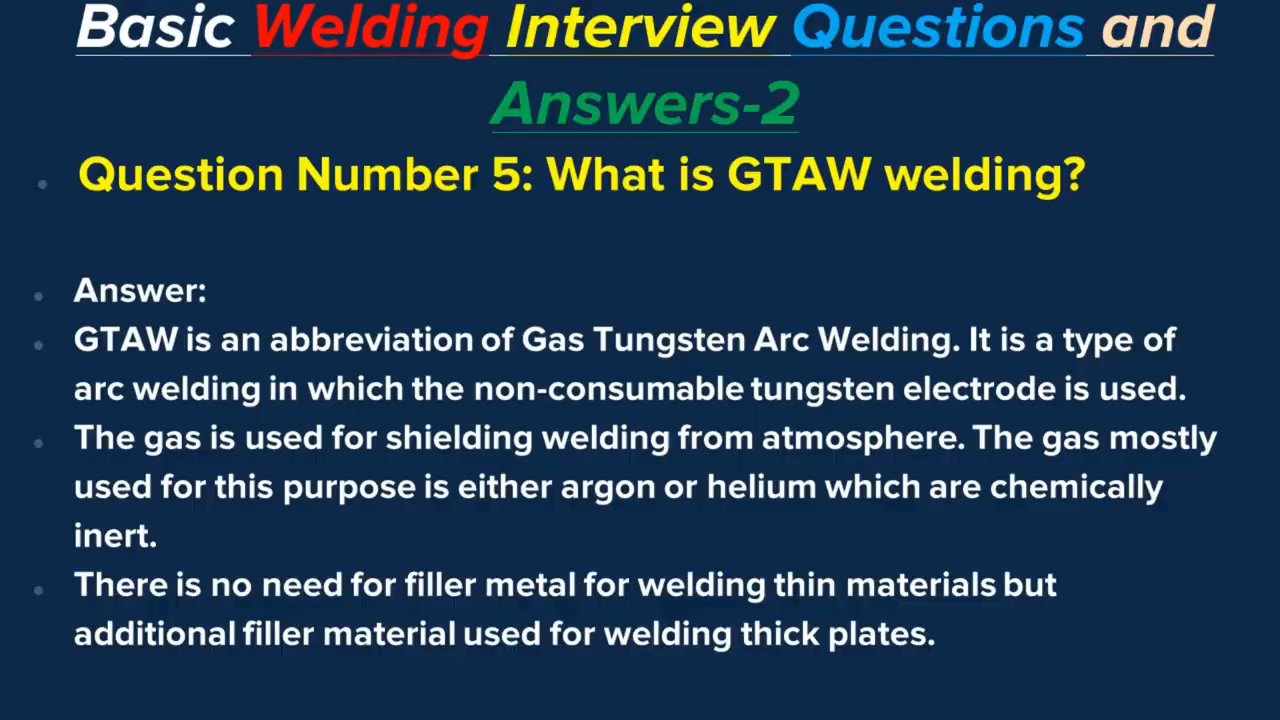 Basic Welding Interview Questions and
Answers-2
Question Number 5: What is GTAW welding?
Answer:
GTAW is an abbreviation of Gas Tungsten Arc Welding. It is a type of
arc welding in which the non-consumable tungsten electrode is used.
The gas is used for shielding welding from atmosphere. The gas mostly
used for this purpose is either argon or helium which are chemically
inert.
There is no need for filler metal for welding thin materials but
additional filler material used for welding thick plates.